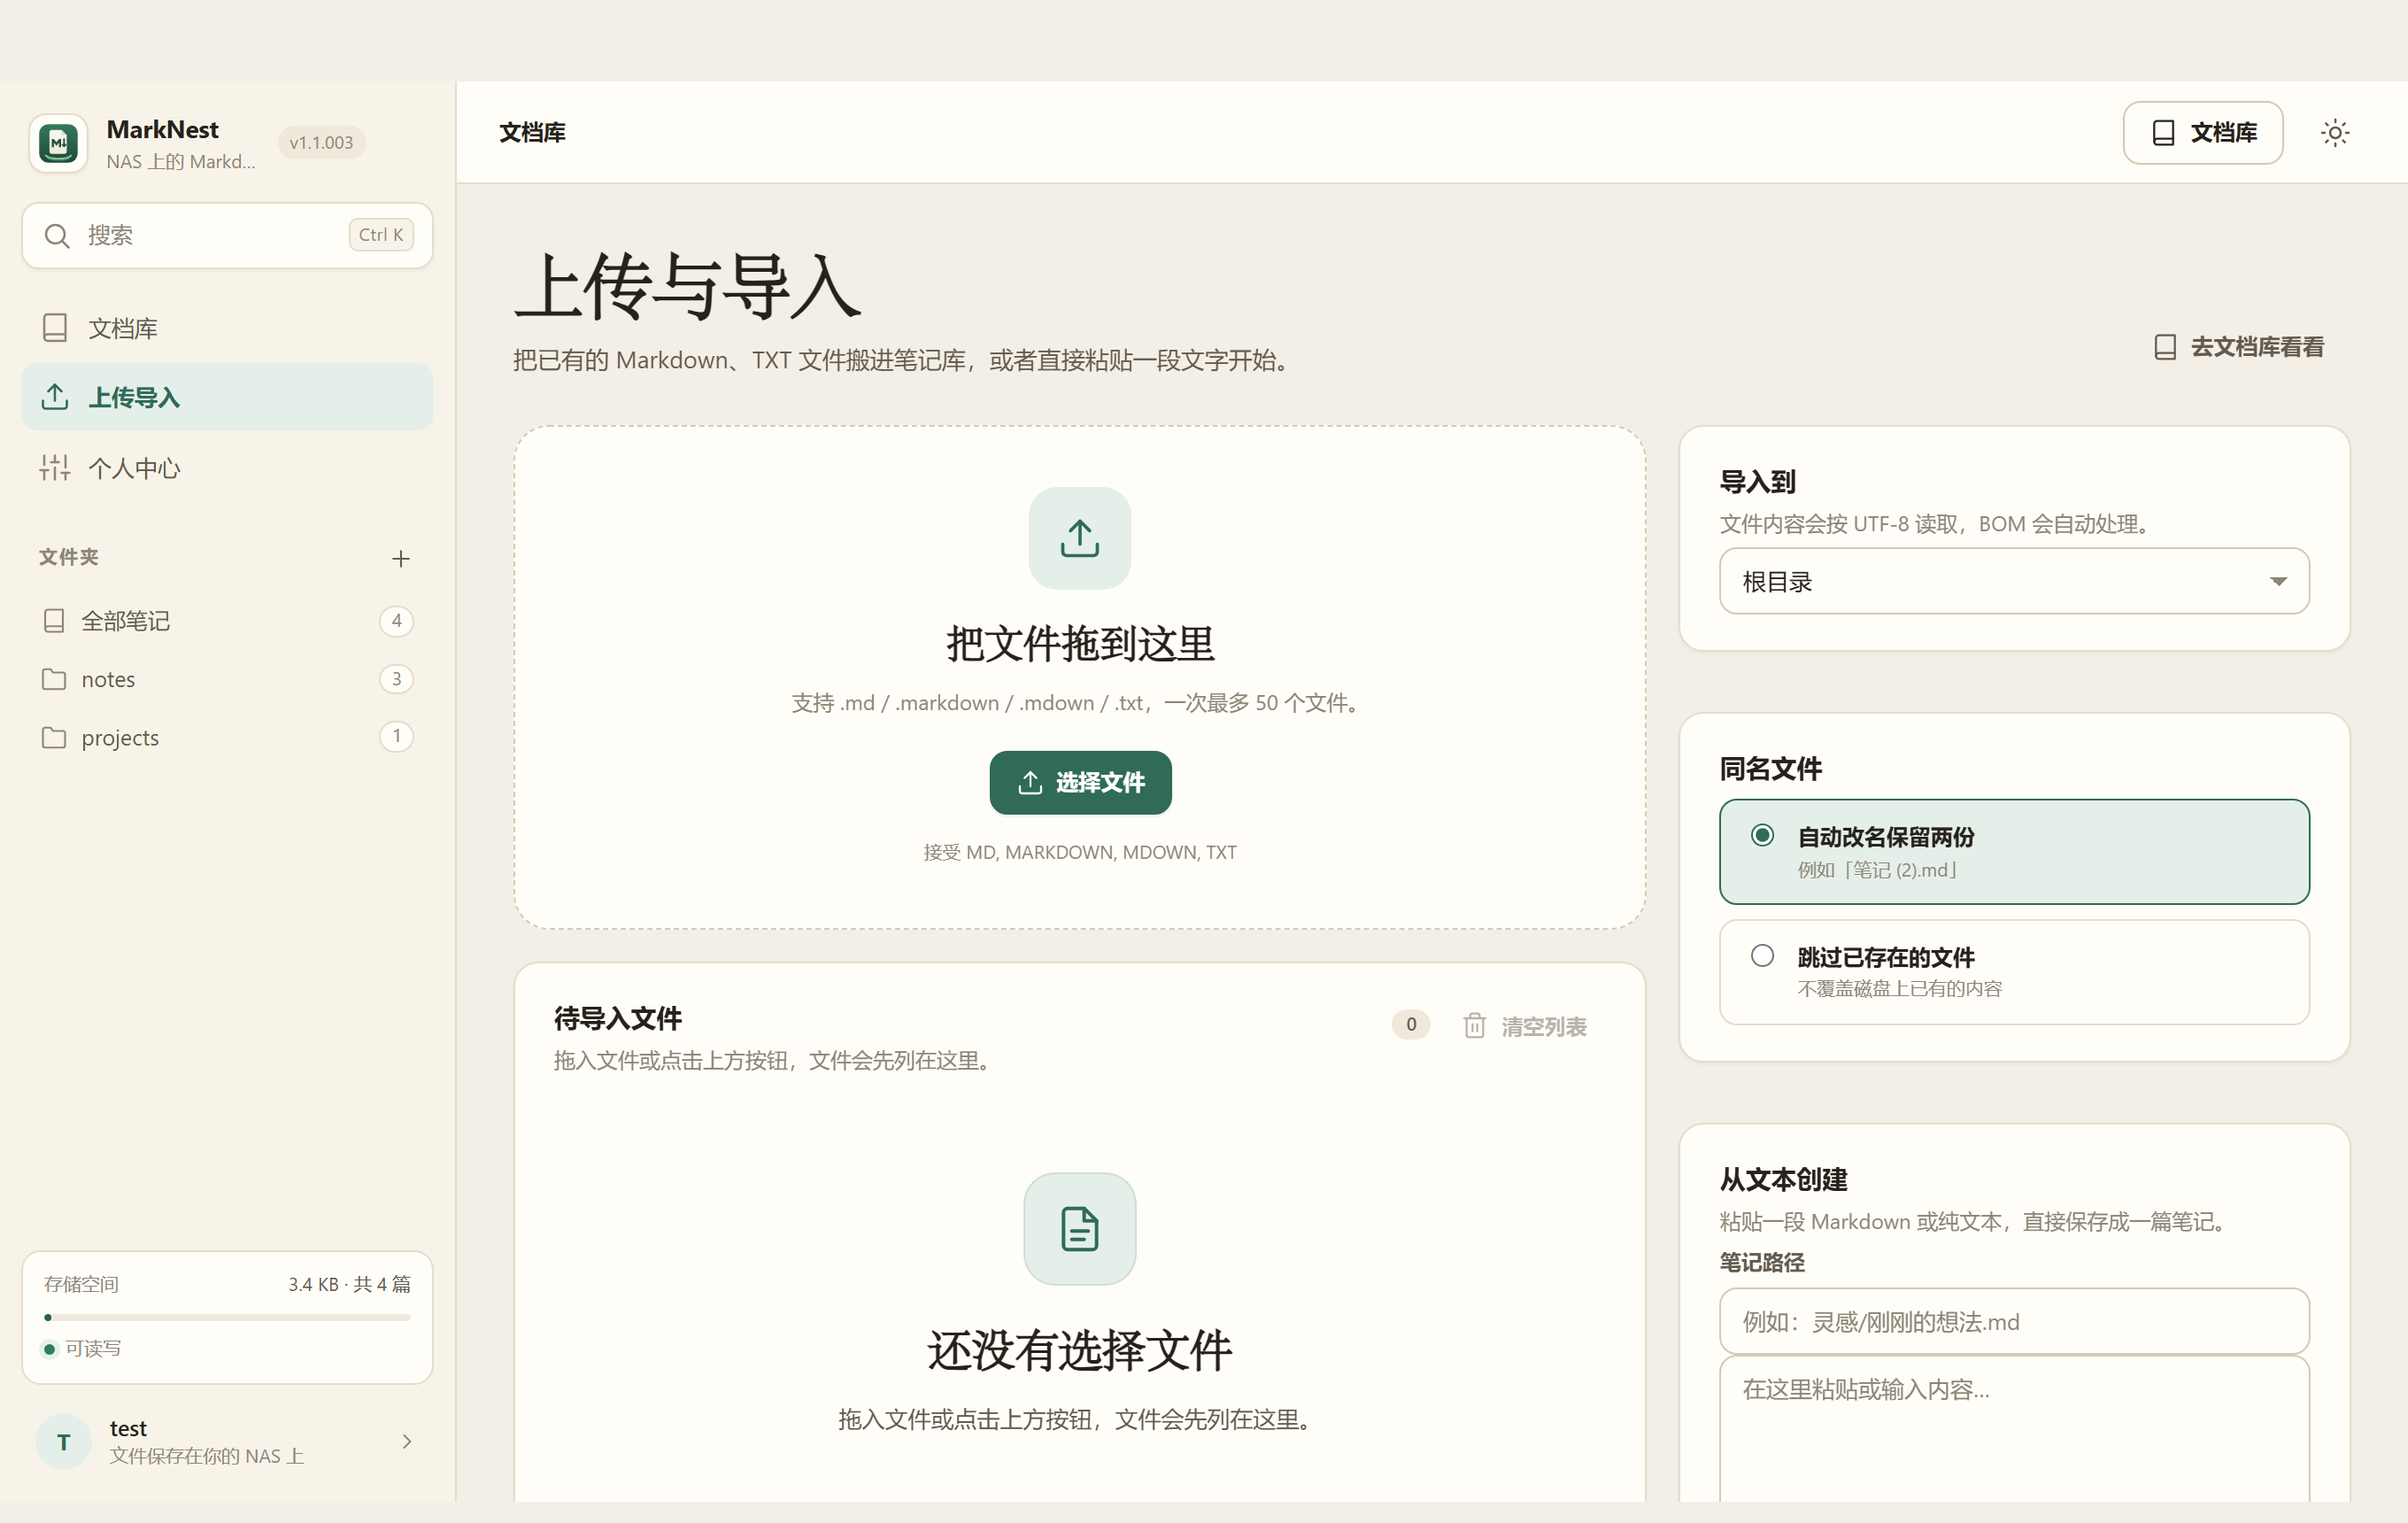 MarkNest
NAS 上的 Markd...
v1.1.003
搜索
Ctrl K
文档库
上传导入
个人中心
文件夹
全部笔记
4
notes
3
projects
1
存储空间
3.4 KB · 共 4 篇
可读写
T
test
文件保存在你的 NAS 上
文档库
文档库
上传与导入
把已有的 Markdown、TXT 文件搬进笔记库，或者直接粘贴一段文字开始。
去文档库看看
把文件拖到这里
支持 .md / .markdown / .mdown / .txt，一次最多 50 个文件。
选择文件
接受 MD, MARKDOWN, MDOWN, TXT
待导入文件
0
清空列表
拖入文件或点击上方按钮，文件会先列在这里。
还没有选择文件
拖入文件或点击上方按钮，文件会先列在这里。
导入到
文件内容会按 UTF-8 读取，BOM 会自动处理。
根目录
同名文件
自动改名保留两份
例如「笔记 (2).md」
跳过已存在的文件
不覆盖磁盘上已有的内容
从文本创建
粘贴一段 Markdown 或纯文本，直接保存成一篇笔记。
笔记路径
例如：灵感/刚刚的想法.md
在这里粘贴或输入内容...